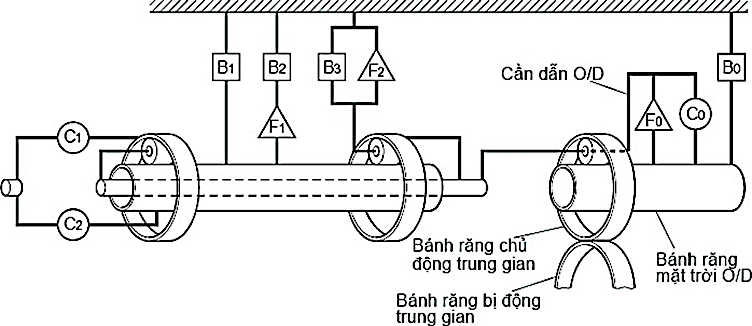 B1
B2
B3
F2
B0
Cần dẫn O/D
F1
F0
C0
C1
C2
Bánh răng chủ
động trung gian
Bánh răng
mặt trời O/D
Bánh răng bị động
trung gian